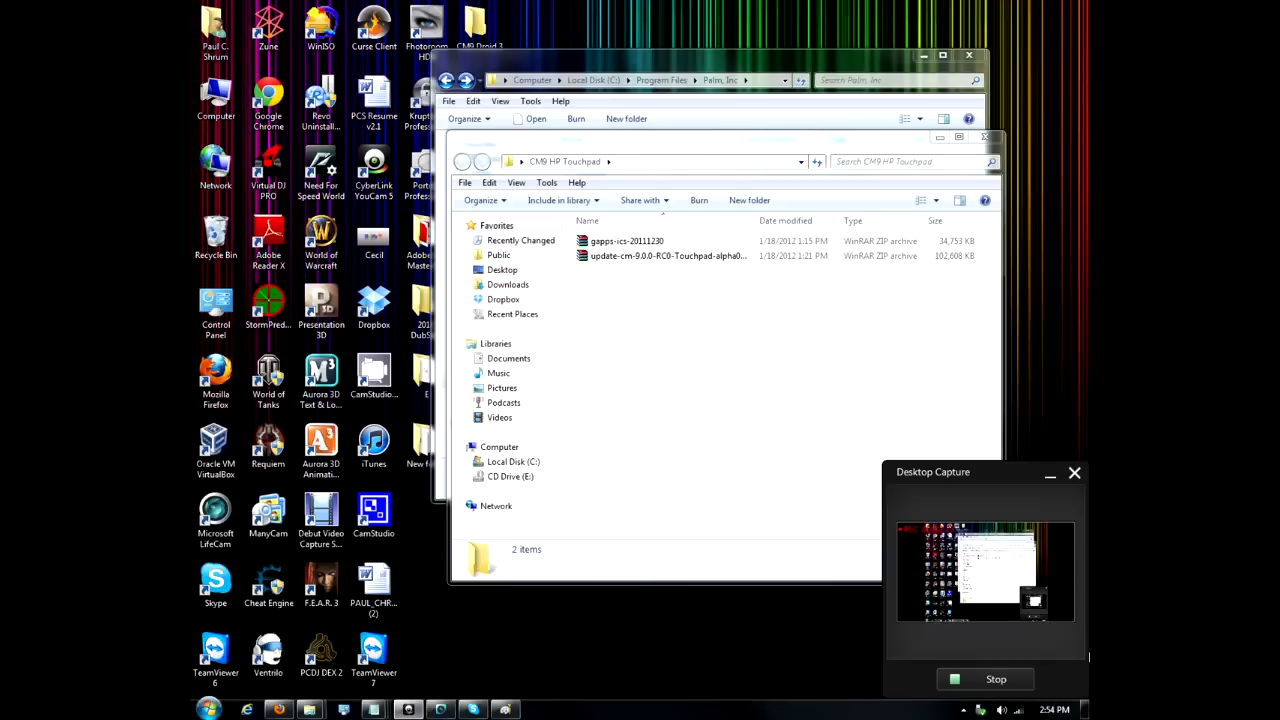 Paul C. Shrum
Zune
WinISO
Curse Client
Fhotoroom HD
CM9 Droid 3
Computer
Google Chrome
Revo Uninstall...
PCS Resume v2.1
Network
Virtual DJ PRO
Need For Speed World
CyberLink YouCam 5
Recycle Bin
Adobe Reader X
World of Warcraft
Cecil
Control Panel
StormPred...
Presentation 3D
Dropbox
Mozilla Firefox
World of Tanks
Aurora 3D Text & Lo...
CamStudio...
Oracle VM VirtualBox
Requiem
Aurora 3D Animati...
iTunes
Microsoft LifeCam
ManyCam
Debut Video Capture S...
CamStudio
Skype
Cheat Engine
F.E.A.R. 3
PAUL_CHR... (2)
TeamViewer 6
Ventrilo
PCDJ DEX 2
TeamViewer 7
Computer Local Disk (C:) Program Files Palm, Inc
Search Palm, Inc
File Edit View Tools Help
Organize Open Burn New folder
CM9 HP Touchpad
Search CM9 HP Touchpad
File Edit View Tools Help
Organize Include in library Share with Burn New folder
Name Date modified Type Size
gapps-ics-20111230 1/18/2012 1:15 PM WinRAR ZIP archive 34,753 KB
update-cm-9.0.0-RC0-Touchpad-alpha0... 1/18/2012 1:21 PM WinRAR ZIP archive 102,608 KB
Favorites
Recently Changed
Public
Desktop
Downloads
Dropbox
Recent Places
Libraries
Documents
Music
Pictures
Podcasts
Videos
Computer
Local Disk (C:)
CD Drive (E:)
Network
2 items
Desktop Capture
Stop
2:54 PM